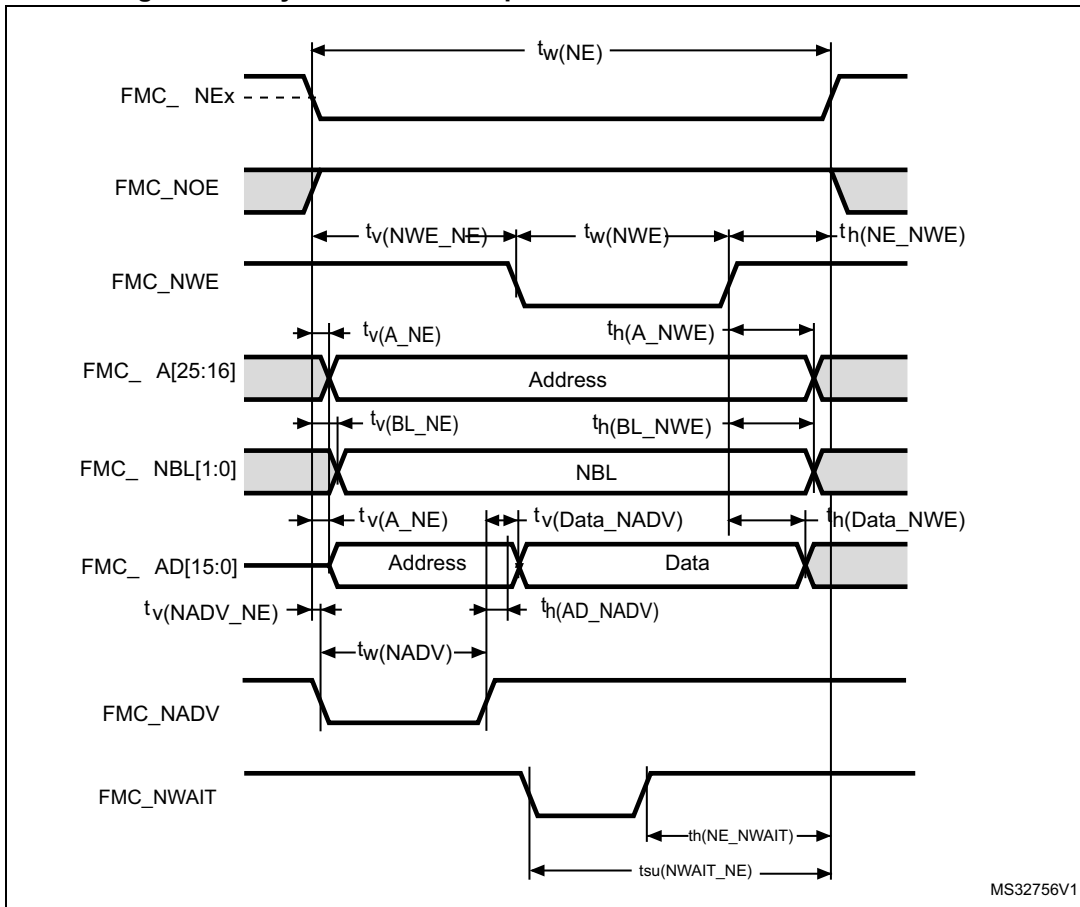 tw(NE)
FMC_ NEx
FMC_NOE
tv(NWE_NE) tw(NWE) th(NE_NWE)
FMC_NWE
tv(A_NE) th(A_NWE)
FMC_ A[25:16] Address
tv(BL_NE) th(BL_NWE)
FMC_ NBL[1:0] NBL
tv(A_NE) tv(Data_NADV) th(Data_NWE)
FMC_ AD[15:0] Address Data
tv(NADV_NE) th(AD_NADV)
tw(NADV)
FMC_NADV
FMC_NWAIT
th(NE_NWAIT)
tsu(NWAIT_NE)
MS32756V1